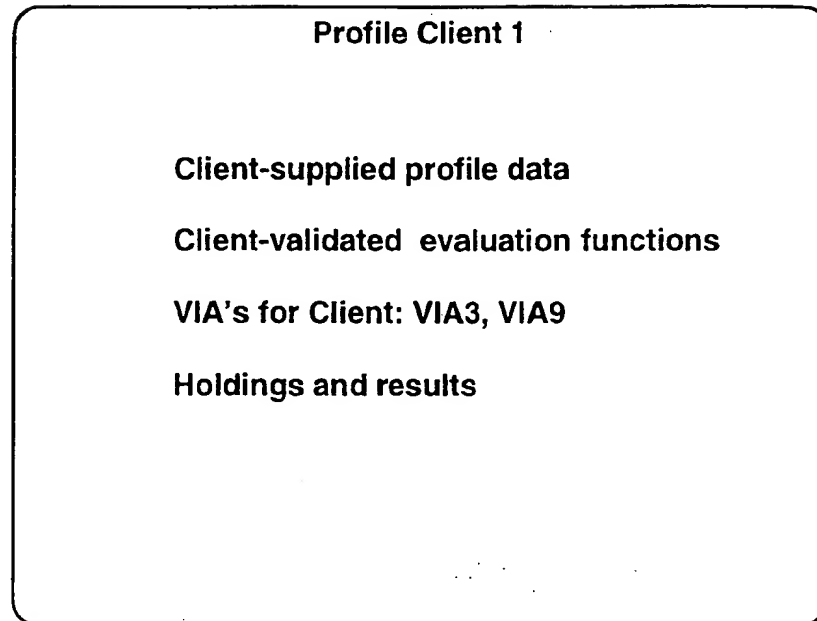 Profile Client 1
Client-supplied profile data
Client-validated evaluation functions
VIA's for Client: VIA3, VIA9
Holdings and results